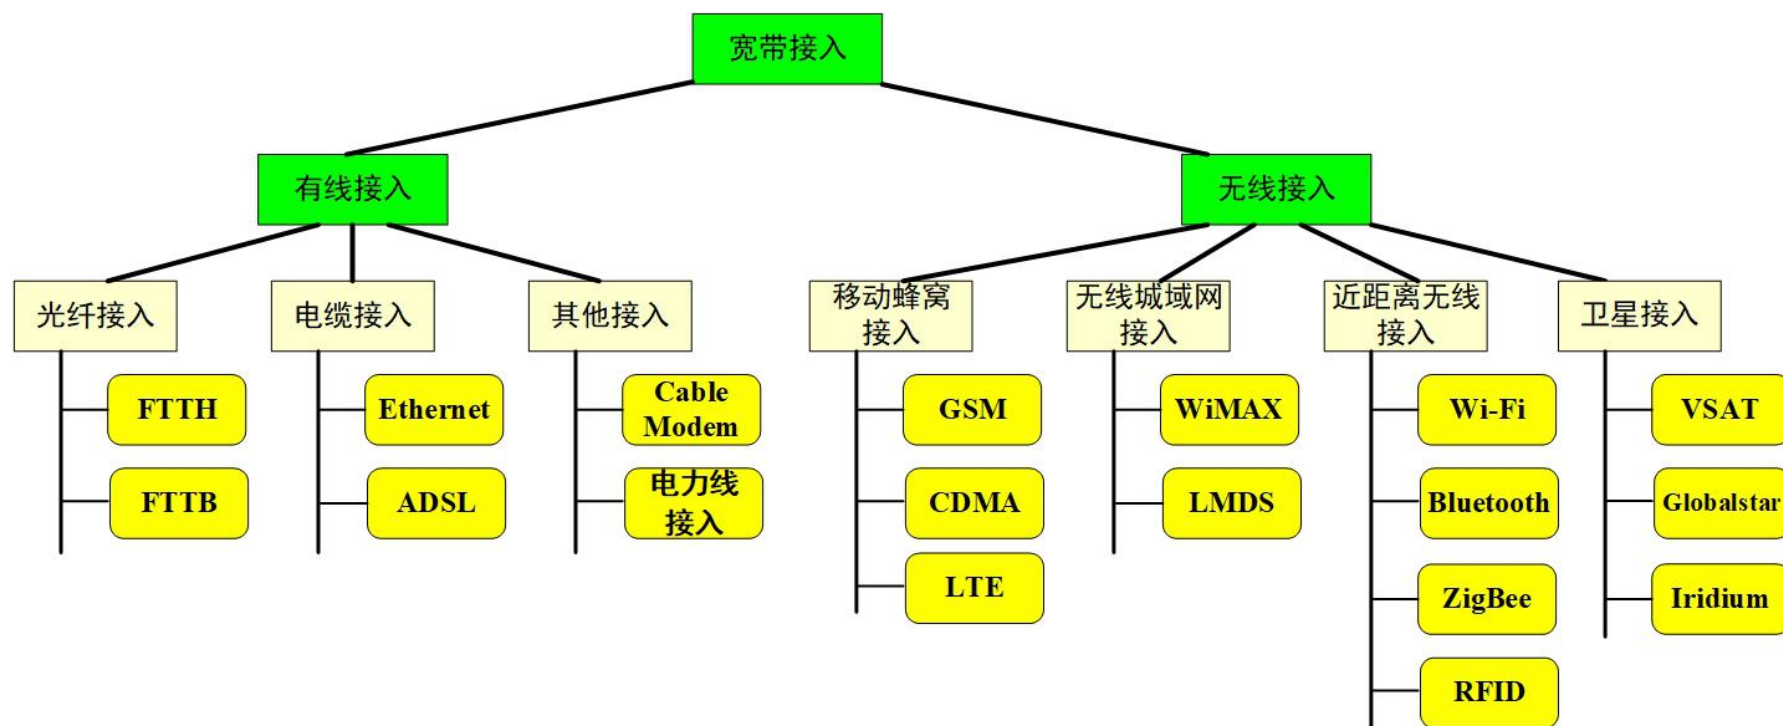 宽带接入
有线接入
无线接入
光纤接入
电缆接入
其他接入
移动蜂窝
接入
无线城域网
接入
近距离无线
接入
卫星接入
FTTH
FTTB
Ethernet
ADSL
Cable
Modem
电力线
接入
GSM
CDMA
LTE
WiMAX
LMDS
Wi-Fi
Bluetooth
ZigBee
RFID
VSAT
Globalstar
Iridium